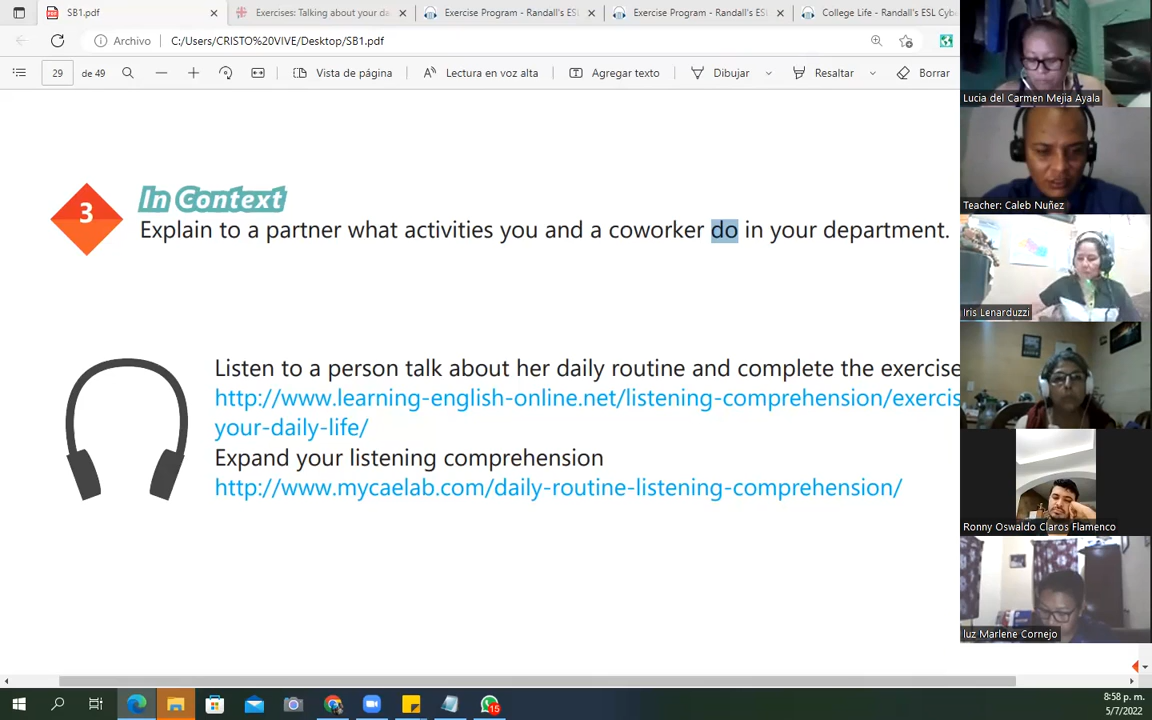 SB1.pdf
Exercises: Talking about your da
Exercise Program - Randall's ESL
Exercise Program - Randall's ESL
College Life - Randall's ESL Cyb
Archivo
C:/Users/CRISTO%20VIVE/Desktop/SB1.pdf
29
de 49
Vista de página
Lectura en voz alta
Agregar texto
Dibujar
Resaltar
Borrar
3
In Context
Explain to a partner what activities you and a coworker do in your department.
Listen to a person talk about her daily routine and complete the exercise
http://www.learning-english-online.net/listening-comprehension/exercis
your-daily-life/
Expand your listening comprehension
http://www.mycaelab.com/daily-routine-listening-comprehension/
Lucia del Carmen Mejia Ayala
Teacher: Caleb Nuñez
Iris Lenarduzzi
Ronny Oswaldo Claros Flamenco
luz Marlene Cornejo
15
8:58 p. m.
5/7/2022